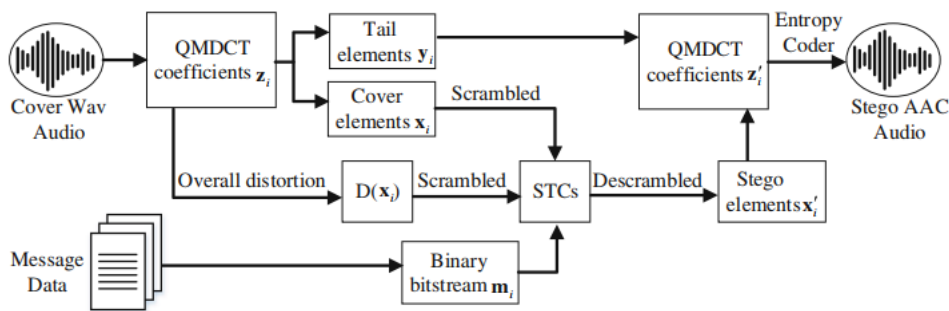 Cover Wav
Audio
QMDCT
coefficients z_i
Tail
elements y_i
Cover
elements x_i
Scrambled
QMDCT
coefficients z_i
Entropy
Coder
Stego AAC
Audio
Overall distortion
D(x_i)
Scrambled
STCs
Descrambled
Stego
elements x'_i
Message
Data
Binary
bitstream m_i